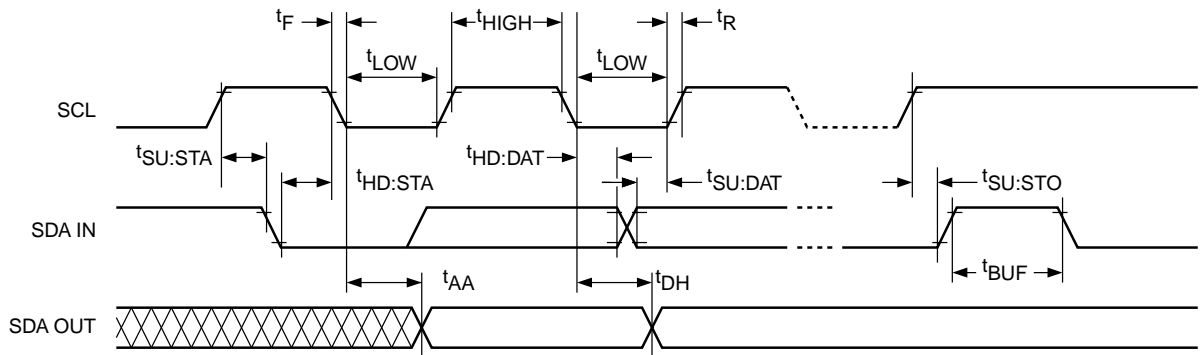 tF
tHIGH
tR
tLOW
tLOW
SCL
tSU:STA
tHD:STA
tHD:DAT
tSU:DAT
tSU:STO
SDA IN
tBUF
tAA
tDH
SDA OUT